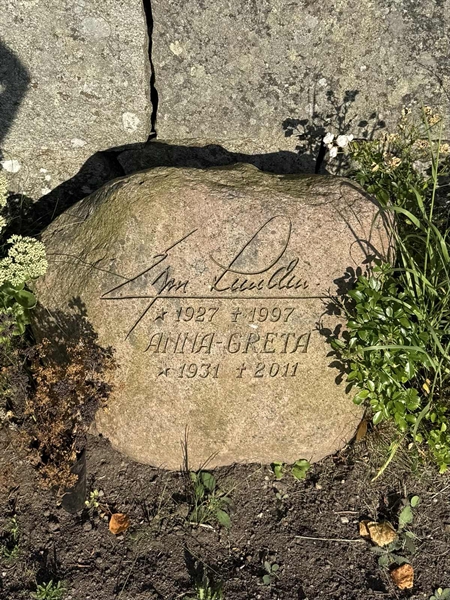 ★ 1927 ✝ 1997
ANNA-GRETA
★ 1931 ✝ 2011